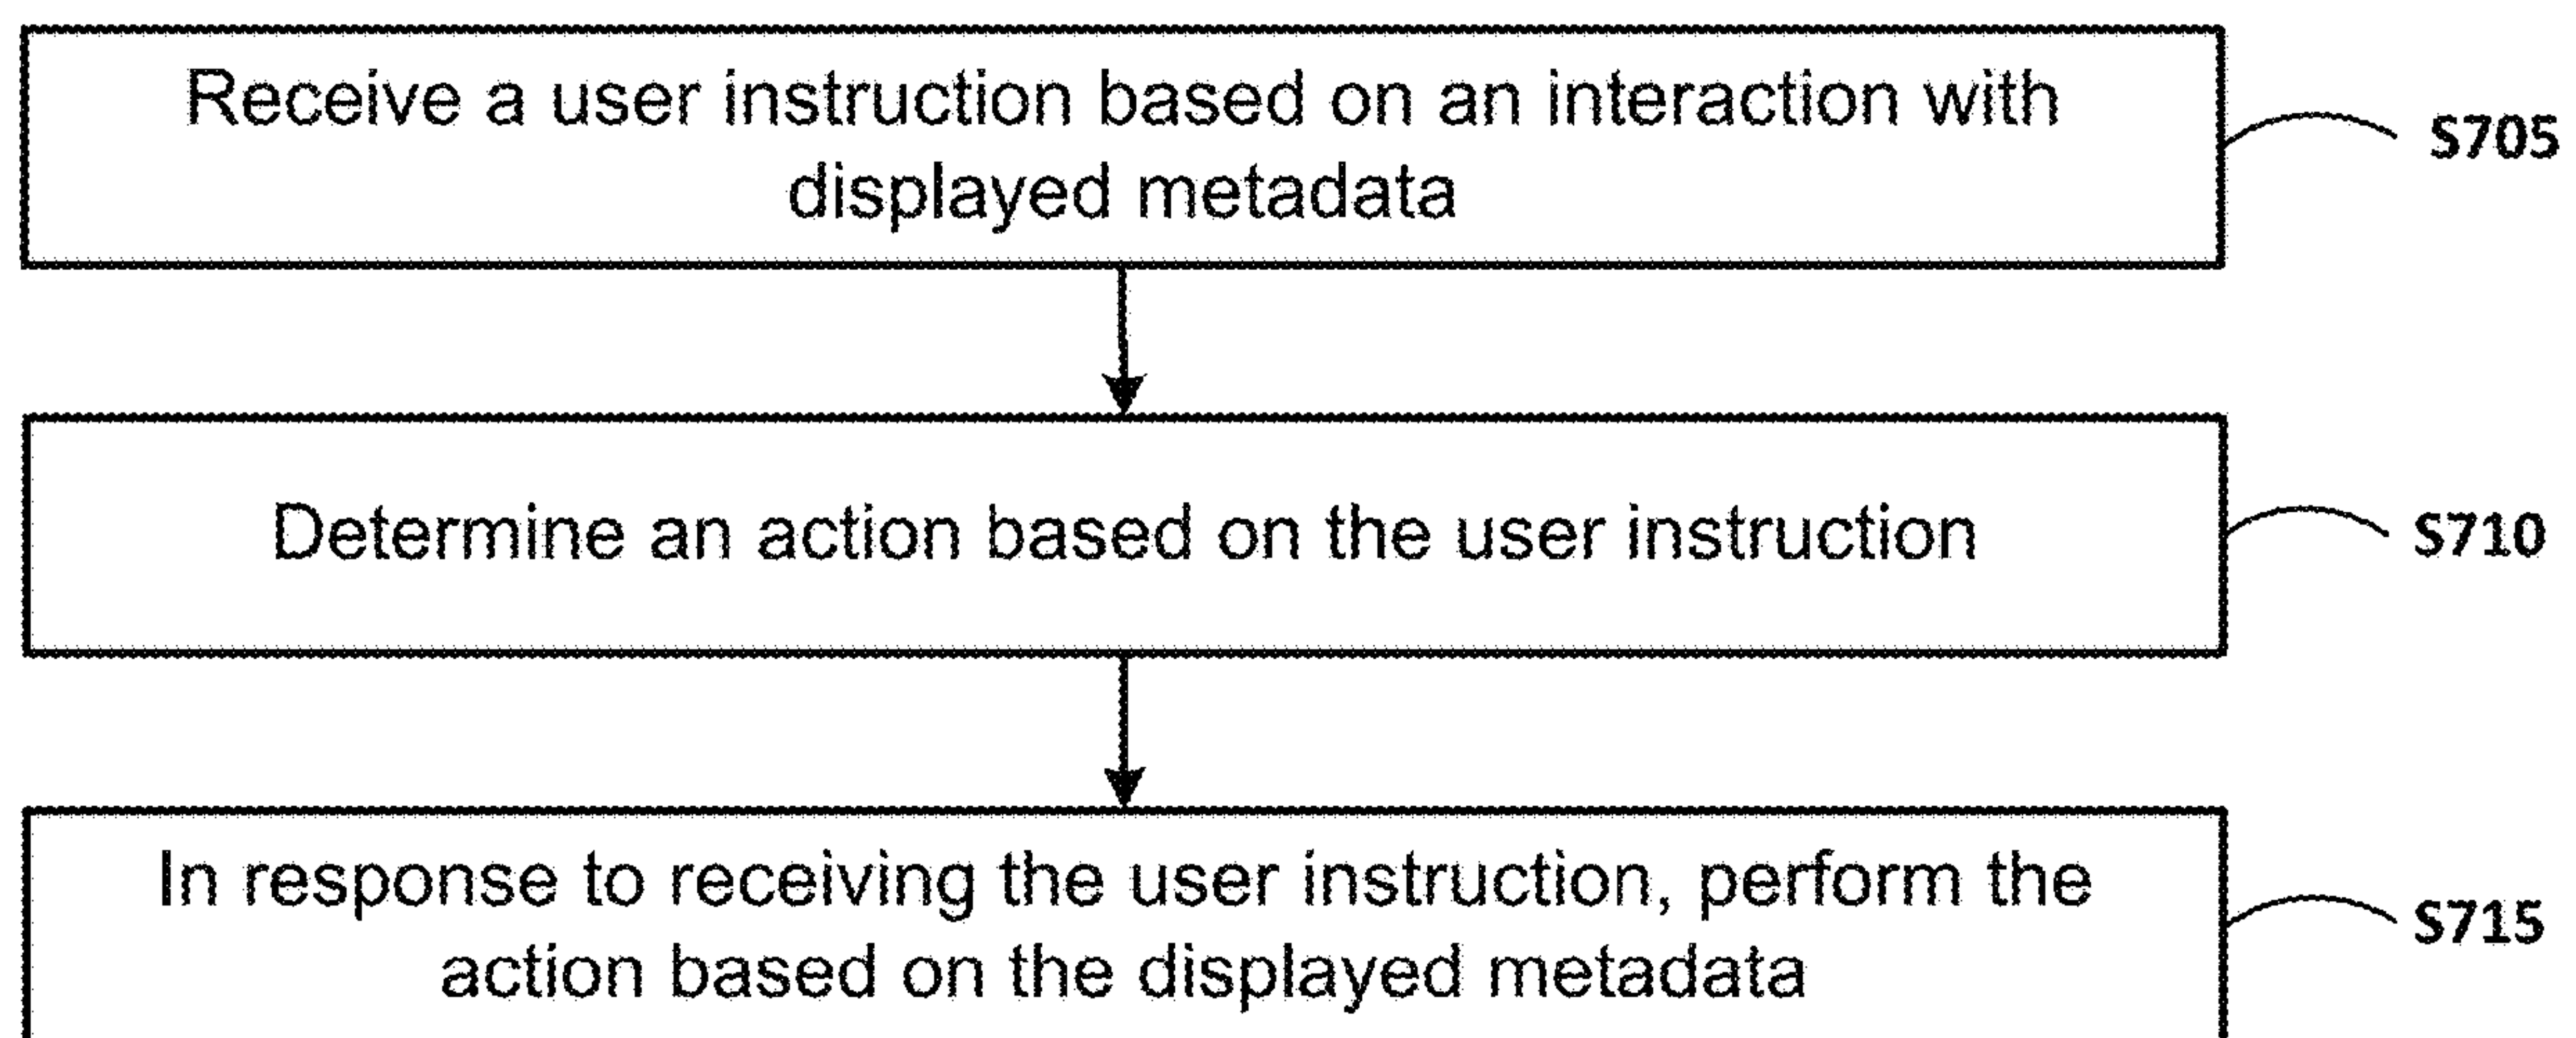 Receive a user instruction based on an interaction with
displayed metadata
S705
Determine an action based on the user instruction
S710
In response to receiving the user instruction, perform the
action based on the displayed metadata
S715